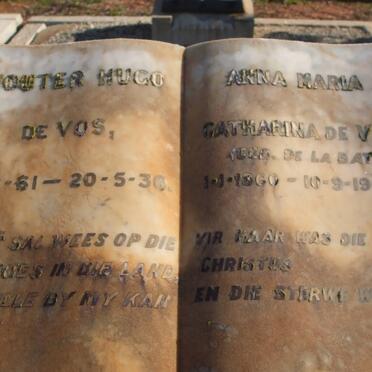 OUTER HUGO
DE VOS,
-61 — 20-5-36.
SAL WEES OP DIE
IN DIE LAND,
BY MY KAN
ANNA MARIA
CATHARINA DE V
(GEB. DE LA BAT
1-1-1860 — 10-9-19
VIR HAAR WAS DIE
CHRISTUS
EN DIE STERWE